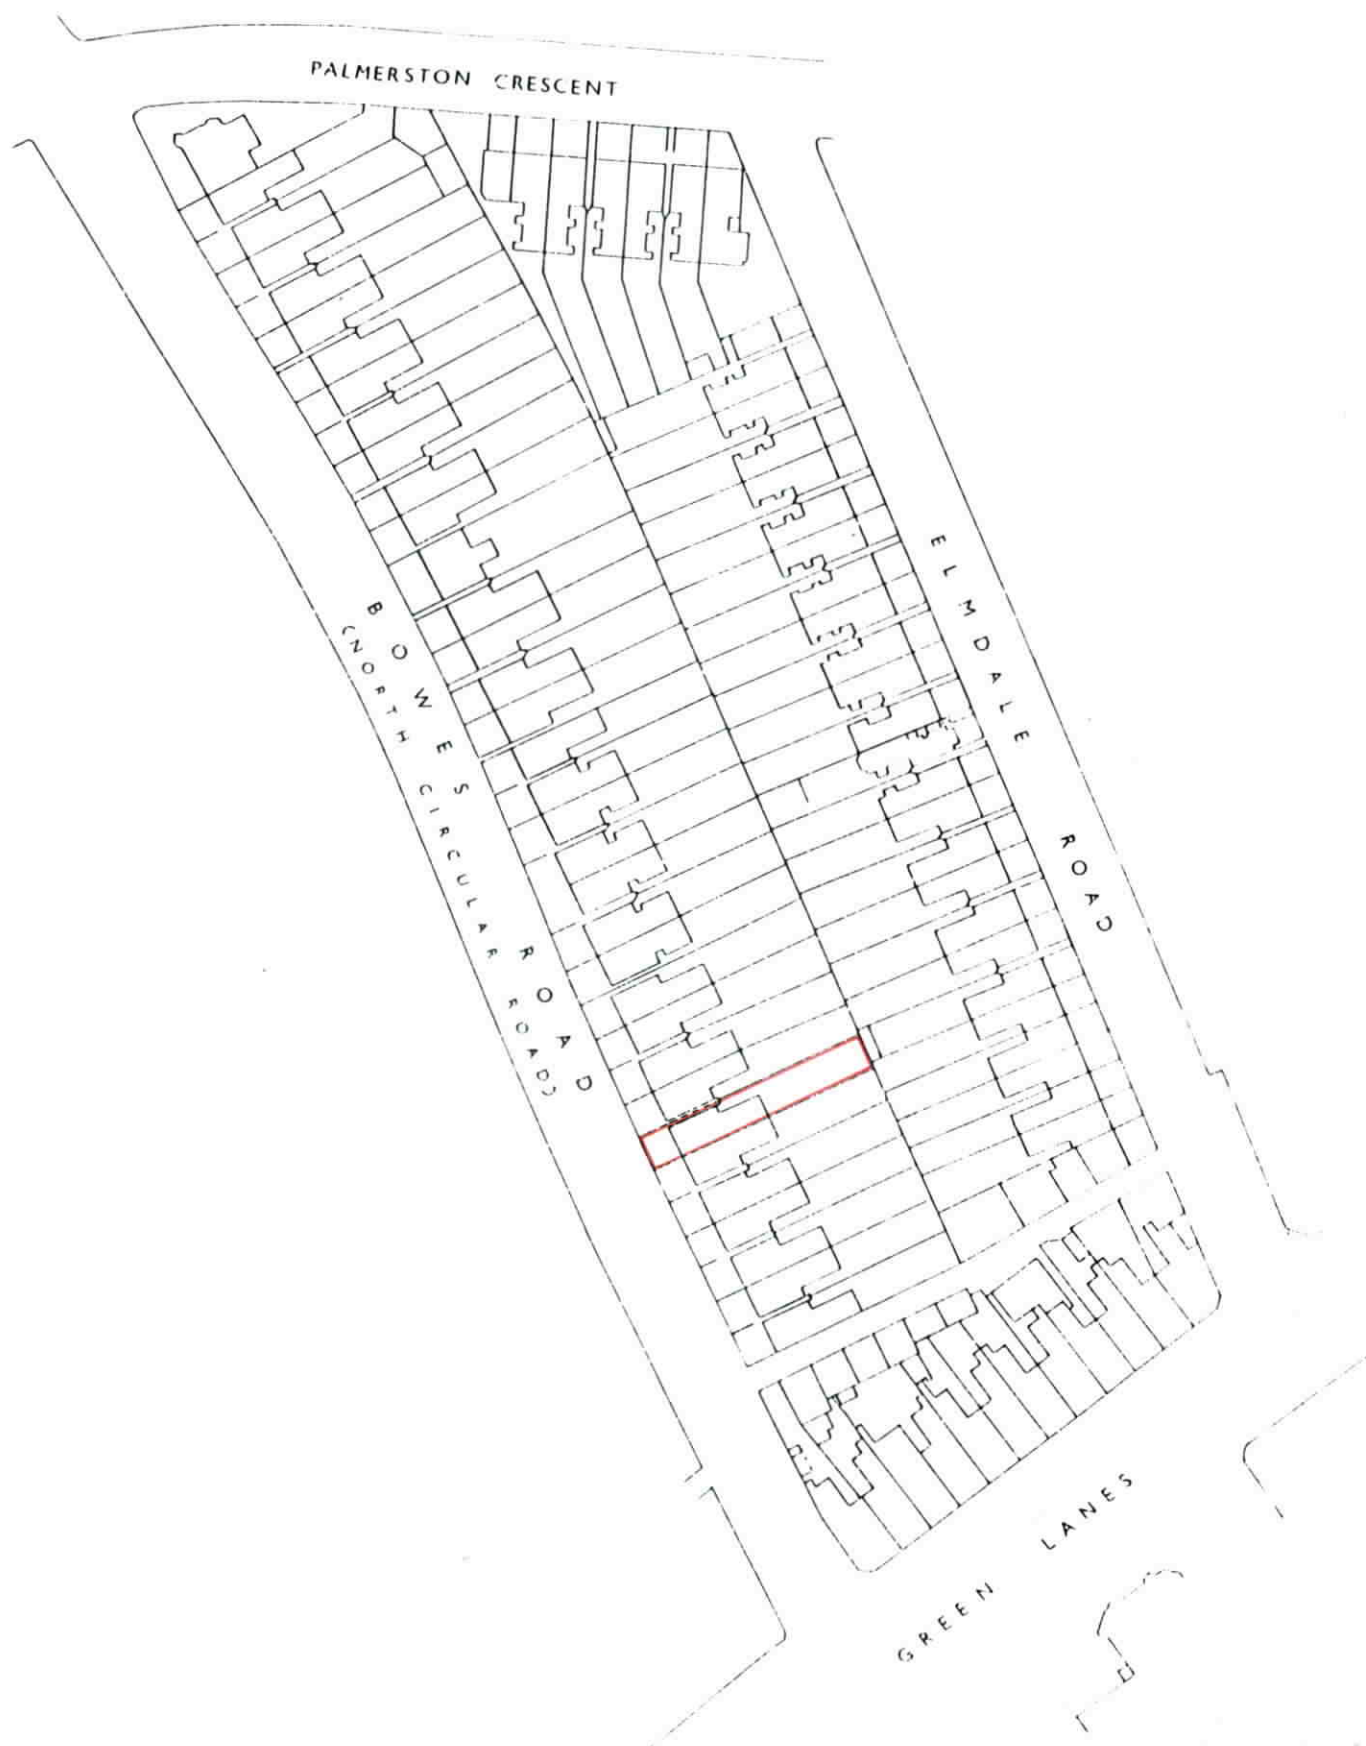 PALMERSTON CRESCENT
BOWES ROAD
(NORTH CIRCULAR ROAD)
ELMDALE ROAD
GREEN LANES